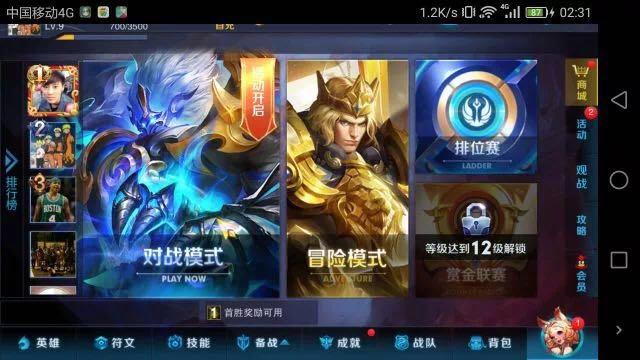 中国移动4G
1.2K/s
4G
87
02:31
LV.9
700/3500
排行榜
1
2
3
BOSTON
活动开启
对战模式
PLAY NOW
冒险模式
ADVENTURE
排位赛
LADDER
等级达到12级解锁
赏金联赛
商城
活动
2
观战
攻略
会员
1 首胜奖励可用
英雄
符文
技能
备战
成就
战队
背包
1